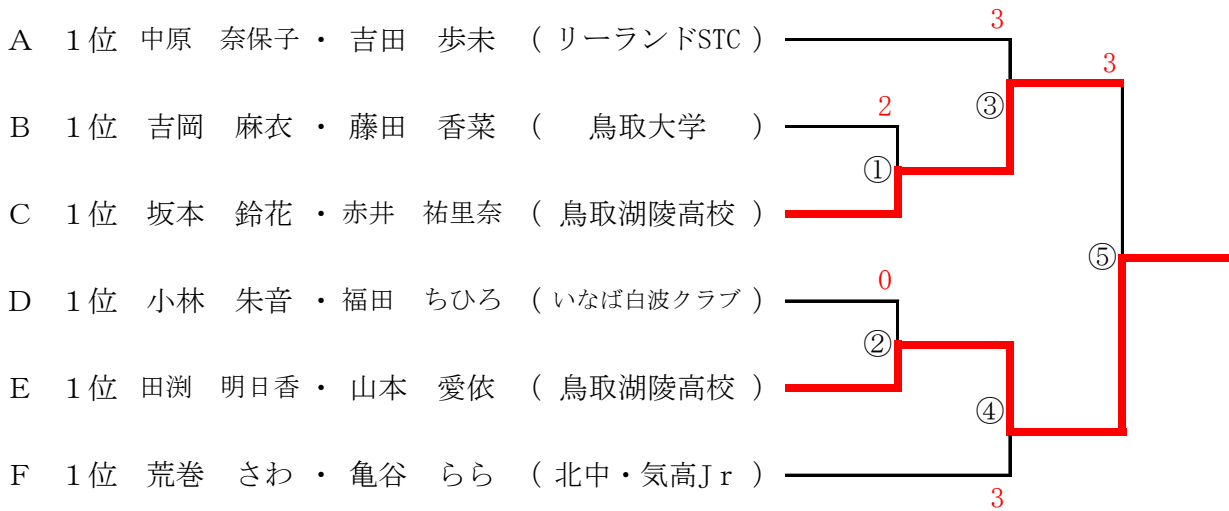 3
A 1位 中原 奈保子 ・ 吉田 歩未 ( リーランドSTC )
3
③
2
B 1位 吉岡 麻衣 ・ 藤田 香菜 ( 鳥取大学 )
①
C 1位 坂本 鈴花 ・ 赤井 祐里奈 ( 鳥取湖陵高校 )
⑤
0
D 1位 小林 朱音 ・ 福田 ちひろ ( いなば白波クラブ )
②
E 1位 田渕 明日香 ・ 山本 愛依 ( 鳥取湖陵高校 )
④
F 1位 荒巻 さわ ・ 亀谷 らら ( 北中・気高Jr )
3